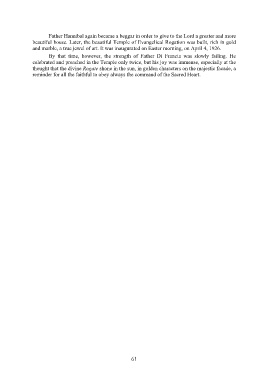 Father Hannibal again became a beggar in order to give to the Lord a greater and more
beautiful house. Later, the beautiful Temple of Evangelical Rogation was built, rich in gold
and marble, a true jewel of art. It was inaugurated on Easter morning, on April 4, 1926.
By that time, however, the strength of Father Di Francia was slowly failing. He
celebrated and preached in the Temple only twice, but his joy was immense, especially at the
thought that the divine Rogate shone in the sun, in golden characters on the majestic facade, a
reminder for all the faithful to obey always the command of the Sacred Heart.
61